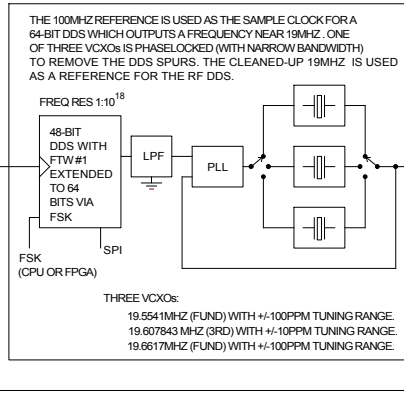 THE 100MHZ REFERENCE IS USED AS THE SAMPLE CLOCK FOR A
64-BIT DDS WHICH OUTPUTS A FREQUENCY NEAR 19MHZ . ONE
OF THREE VCXOs IS PHASELOCKED (WITH NARROW BANDWIDTH)
TO REMOVE THE DDS SPURS. THE CLEANED-UP 19MHZ IS USED
AS A REFERENCE FOR THE RF DDS.
FREQ RES 1:10^18
48-BIT
DDS WITH
FTW #1
EXTENDED
TO 64
BITS VIA
FSK
LPF
PLL
SPI
FSK
(CPU OR FPGA)
THREE VCXOs:
19.5541MHZ (FUND) WITH +/-100PPM TUNING RANGE.
19.607843 MHZ (3RD) WITH +/-10PPM TUNING RANGE.
19.6617MHZ (FUND) WITH +/-100PPM TUNING RANGE.